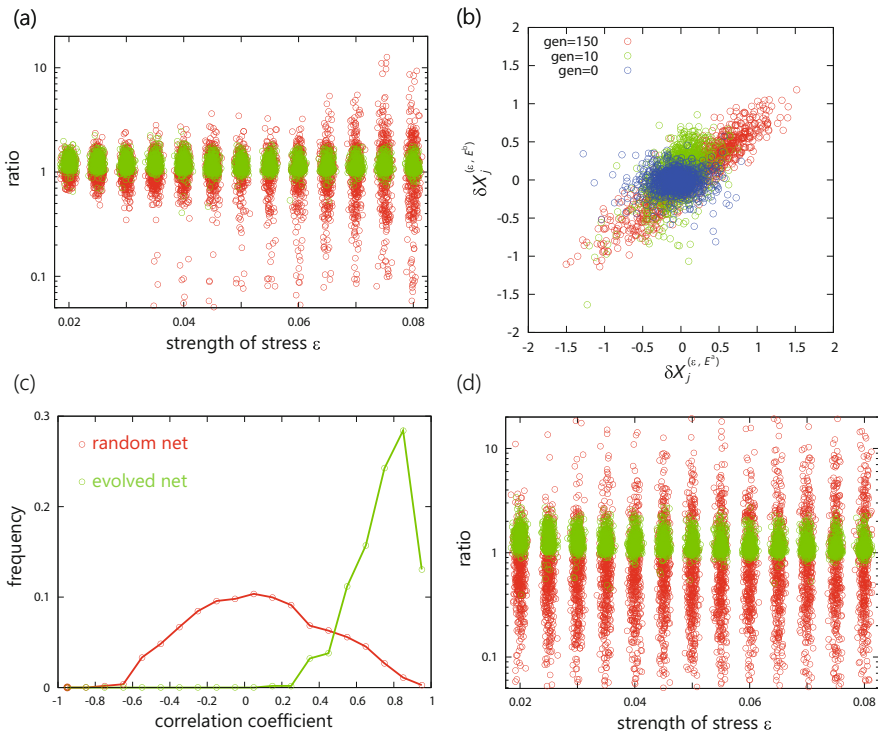 (a)
10
1
0.1
ratio
0.02
0.04
0.06
0.08
strength of stress ε
(b)
gen=150
gen=10
gen=0
2
1.5
1
0.5
0
-0.5
-1
-1.5
-2
δX_j^(ε, E^b)
-2
-1.5
-1
-0.5
0
0.5
1
1.5
2
δX_j^(ε, E^a)
(c)
random net
evolved net
0.3
0.2
0.1
0
frequency
-1 -0.8 -0.6 -0.4 -0.2 0 0.2 0.4 0.6 0.8 1
correlation coefficient
(d)
10
1
0.1
ratio
0.02
0.04
0.06
0.08
strength of stress ε